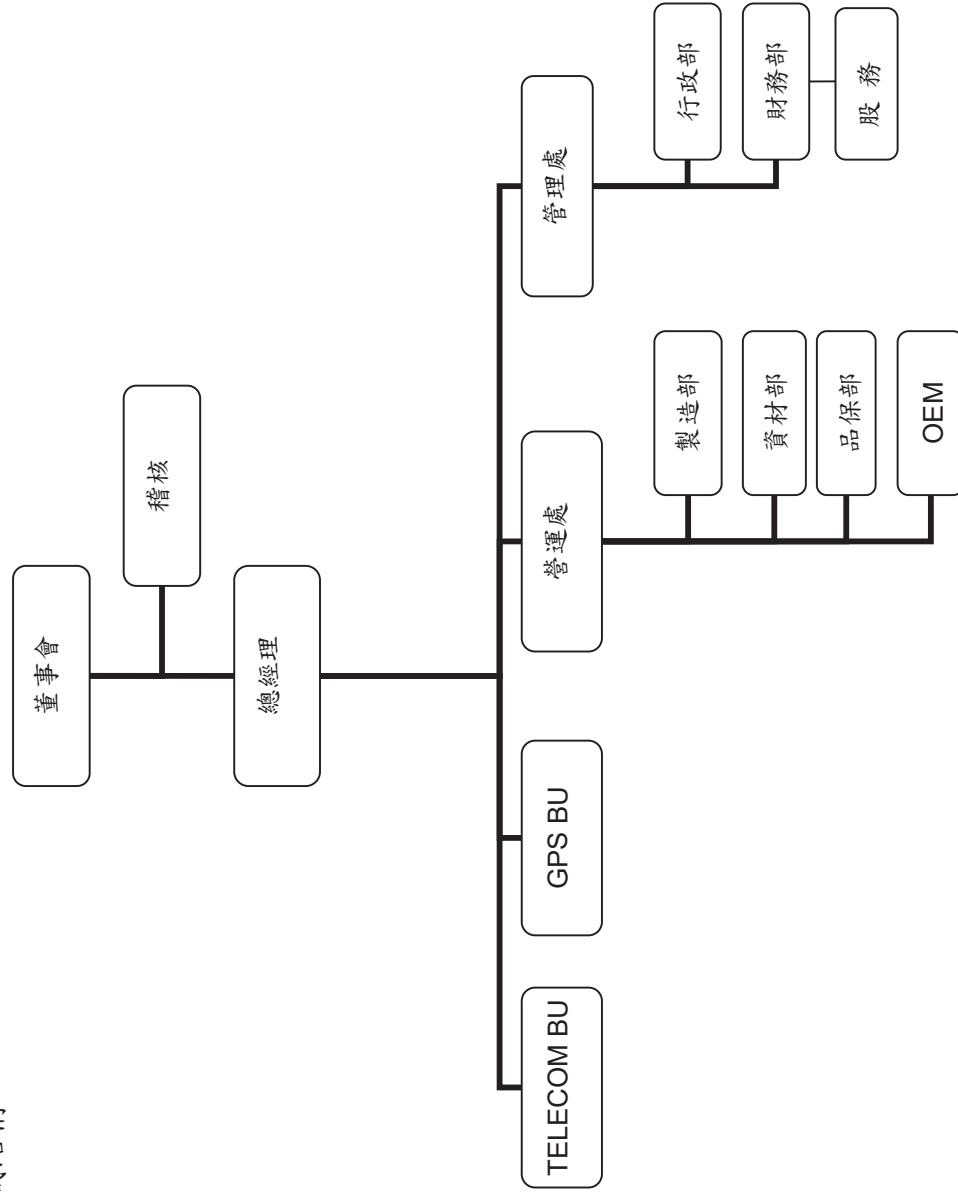 董事會
稽核
總經理
TELECOM BU
GPS BU
營運處
管理處
製造部
資材部
品保部
OEM
行政部
財務部
股 務